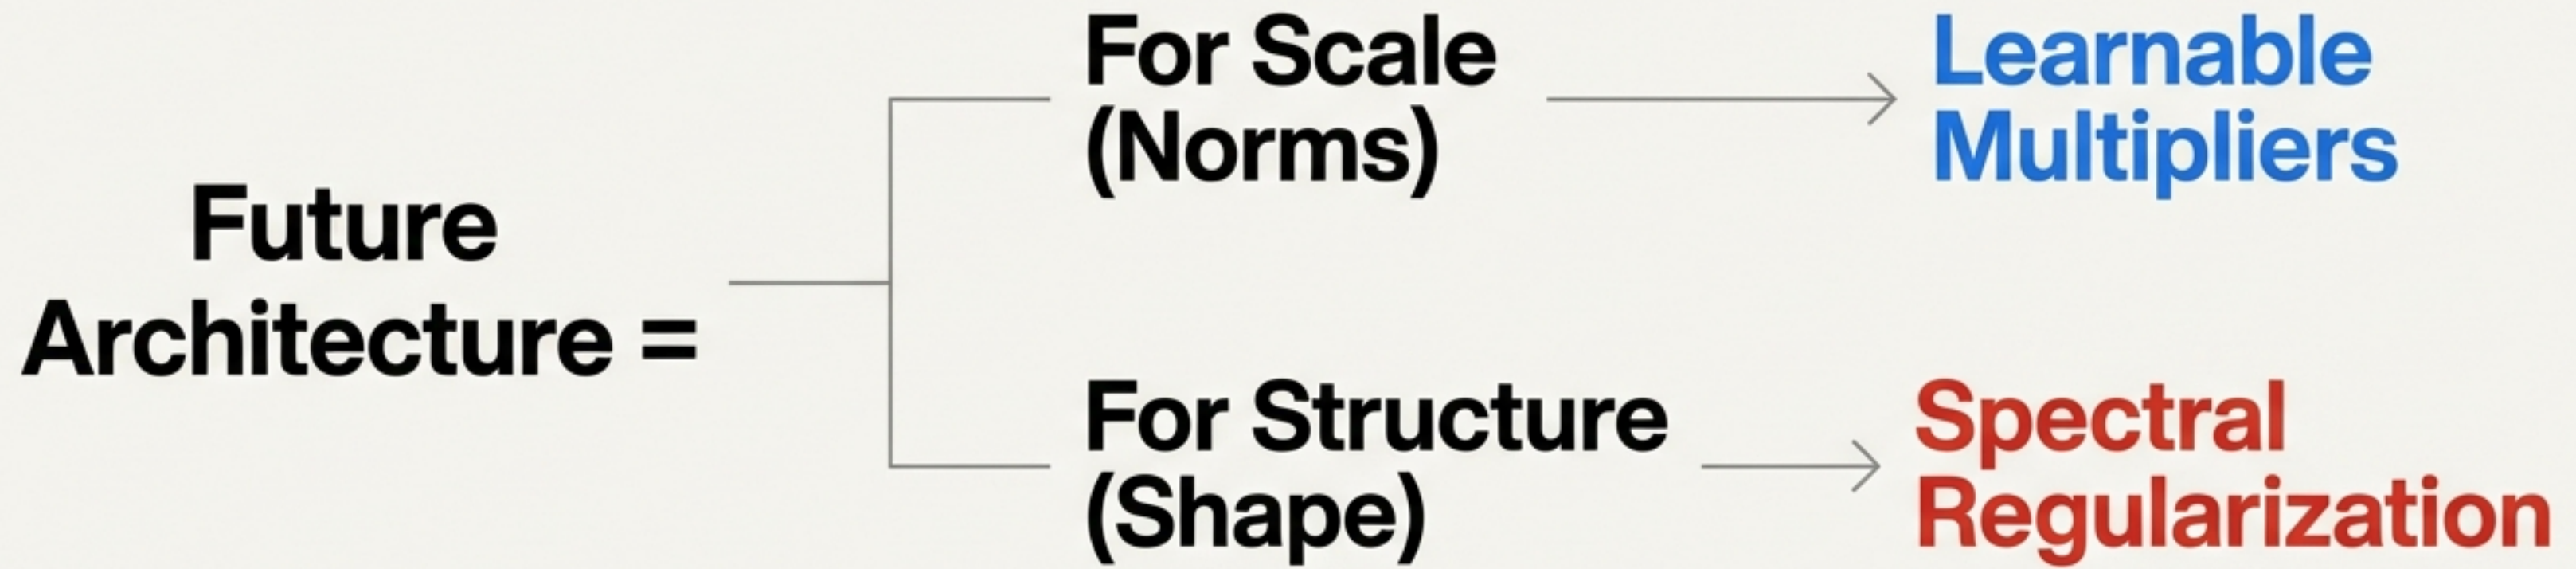 Future
Architecture =
For Scale
(Norms)
Learnable
Multipliers
For Structure
(Shape)
Spectral
Regularization